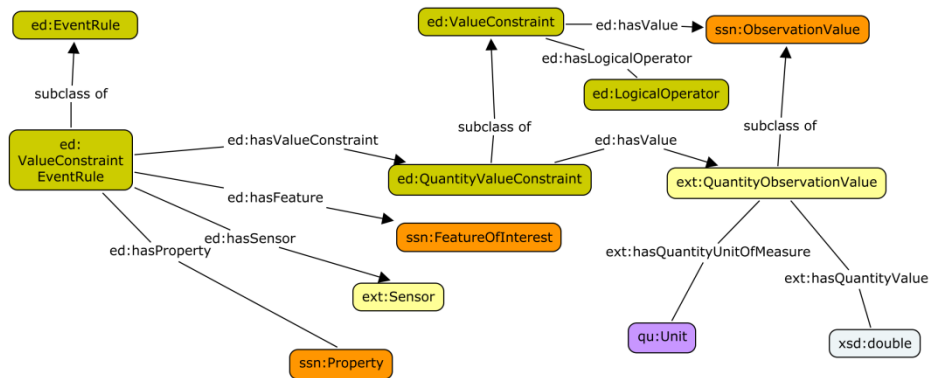 ed:EventRule
ed:ValueConstraint
ed:hasValue
ssn:ObservationValue
ed:hasLogicalOperator
ed:LogicalOperator
subclass of
subclass of
subclass of
ed:
ValueConstraint
EventRule
ed:hasValueConstraint
ed:hasValue
ed:QuantityValueConstraint
ext:QuantityObservationValue
ed:hasFeature
ssn:FeatureOfInterest
ed:hasSensor
ed:hasProperty
ext:hasQuantityUnitOfMeasure
ext:hasQuantityValue
ext:Sensor
qu:Unit
xsd:double
ssn:Property